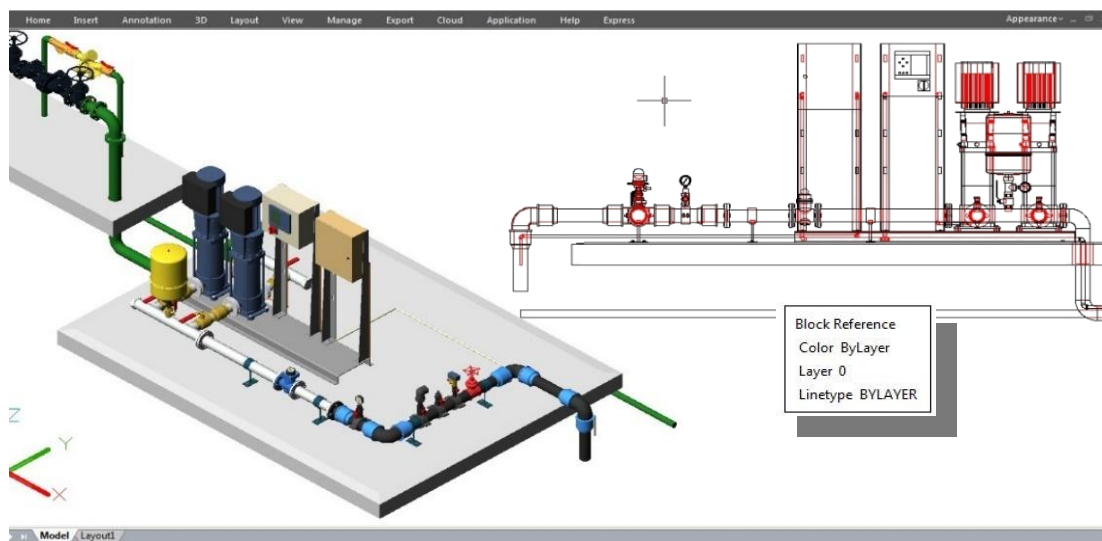 Home Insert Annotation 3D Layout View Manage Export Cloud Application Help Express Appearance
Block Reference
Color ByLayer
Layer 0
Linetype BYLAYER
Z
Y
X
Model Layout1